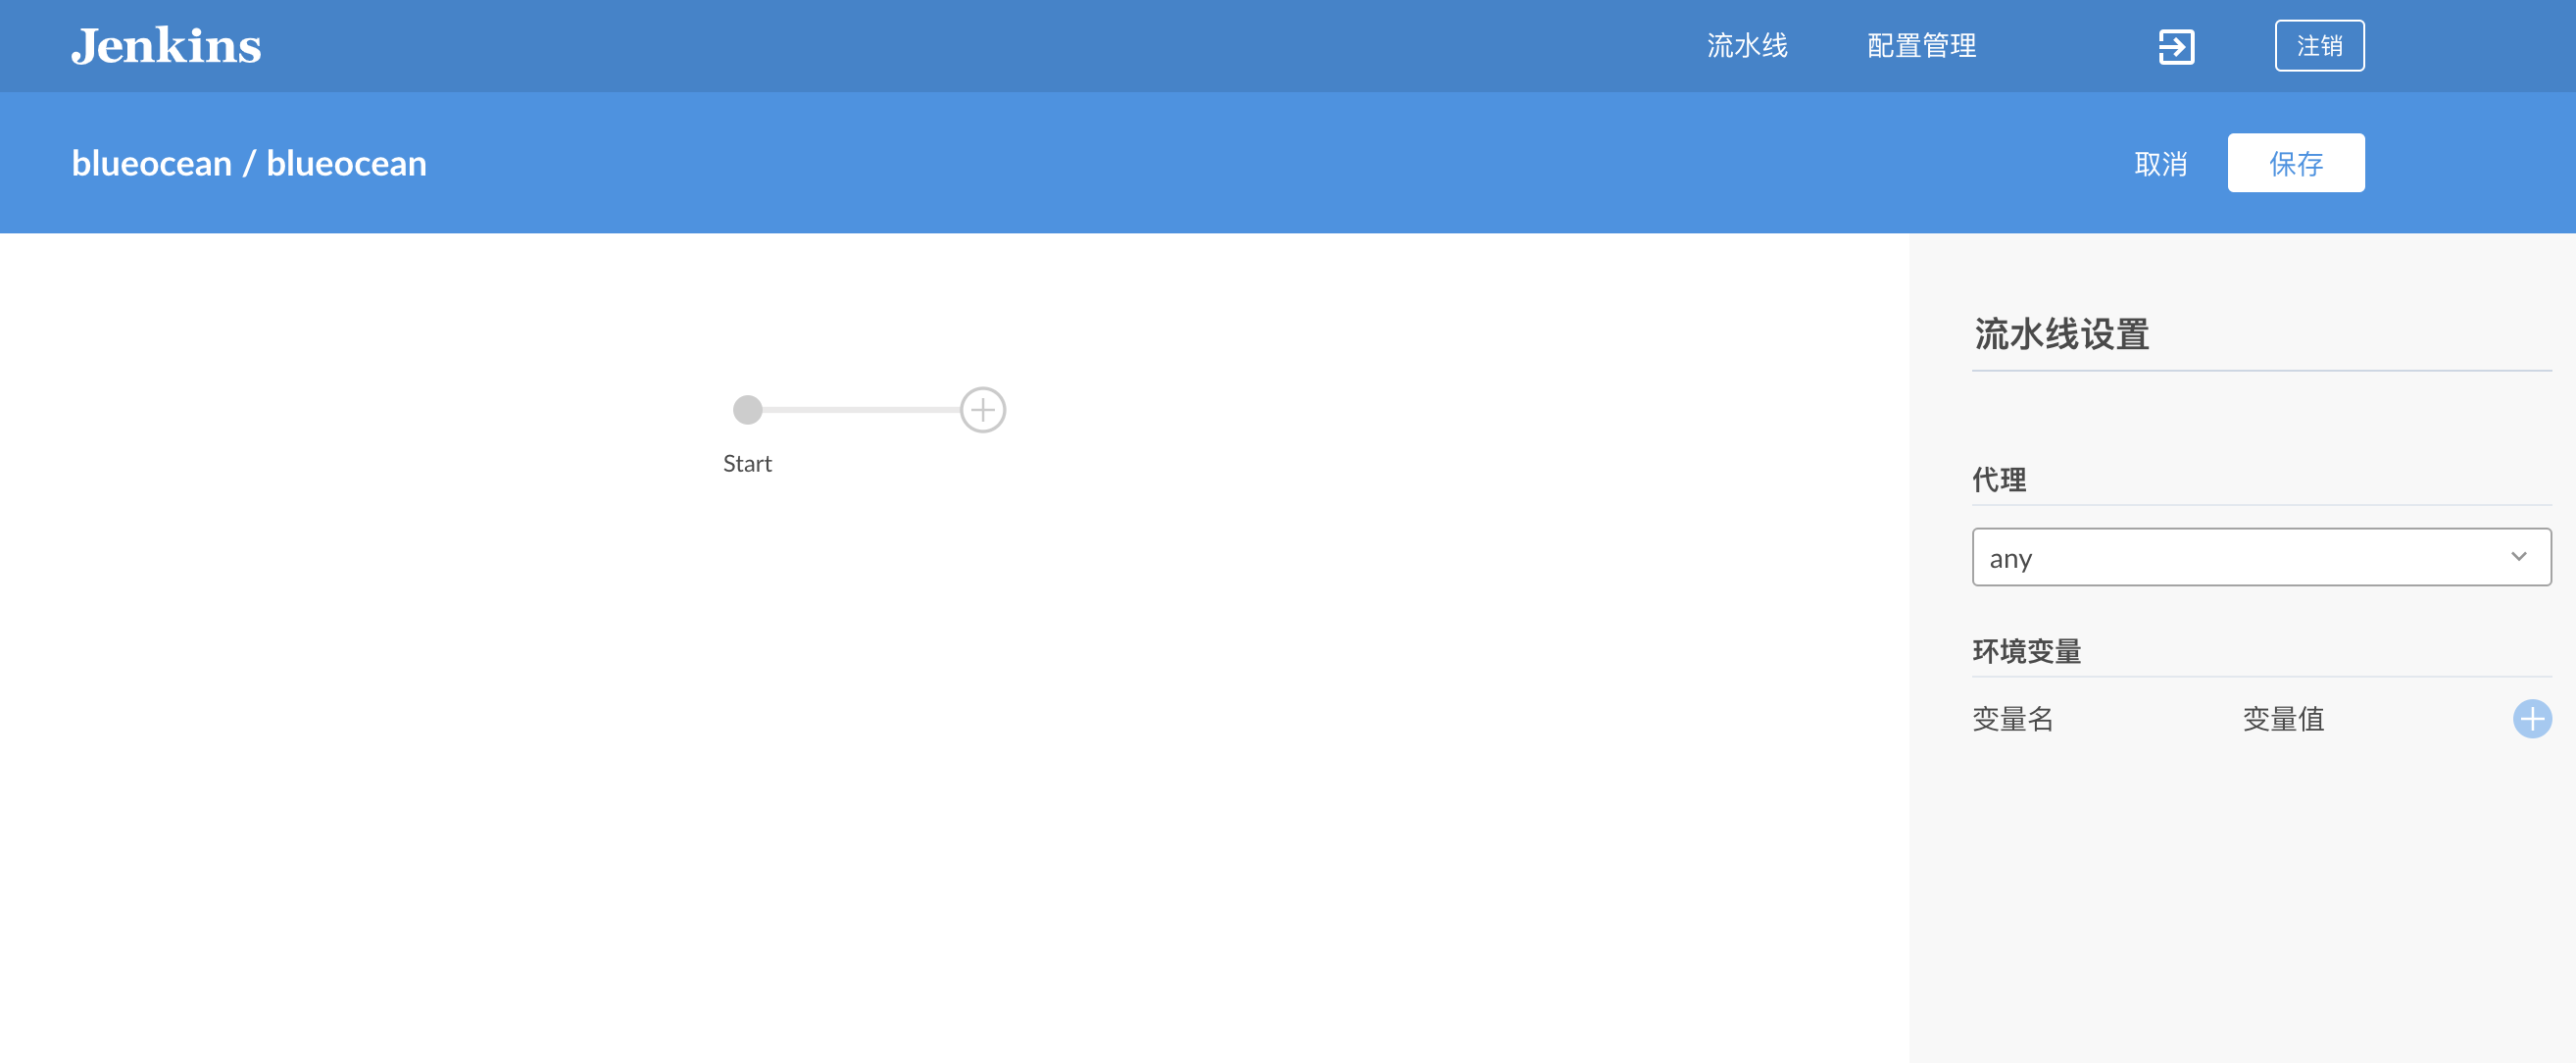 Jenkins
流水线
配置管理
注销
blueocean / blueocean
取消
保存
Start
流水线设置
代理
any
环境变量
变量名
变量值